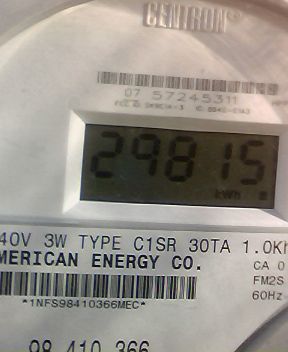 CENTRON®
07 57245311
29815
kWh
40V 3W TYPE C1SR 30TA 1.0Kh
MERICAN ENERGY CO.
CA 0
FM2S
60Hz
*1NFS98410366MEC*
98 410 366